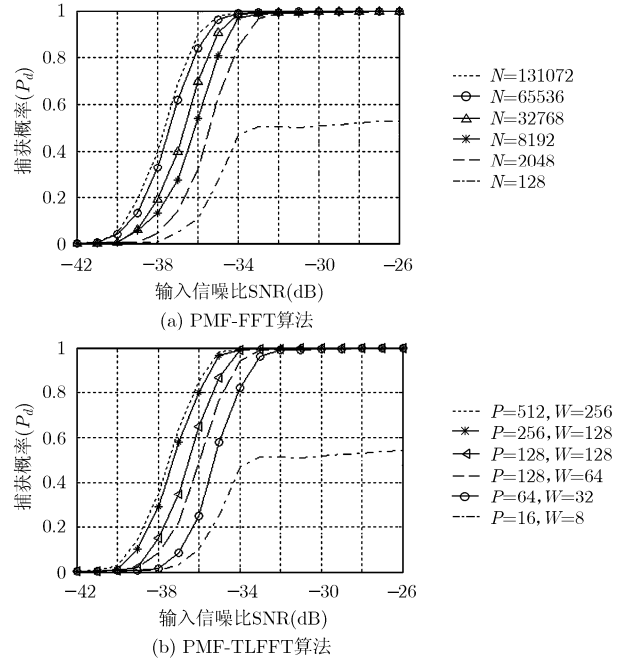 捕获概率(Pd)
1
0.8
0.6
0.4
0.2
0
−42
−38
−34
−30
−26
输入信噪比SNR(dB)
N=131072
N=65536
N=32768
N=8192
N=2048
N=128
(a) PMF-FFT算法
捕获概率(Pd)
1
0.8
0.6
0.4
0.2
0
−42
−38
−34
−30
−26
输入信噪比SNR(dB)
P=512, W=256
P=256, W=128
P=128, W=128
P=128, W=64
P=64, W=32
P=16, W=8
(b) PMF-TLFFT算法